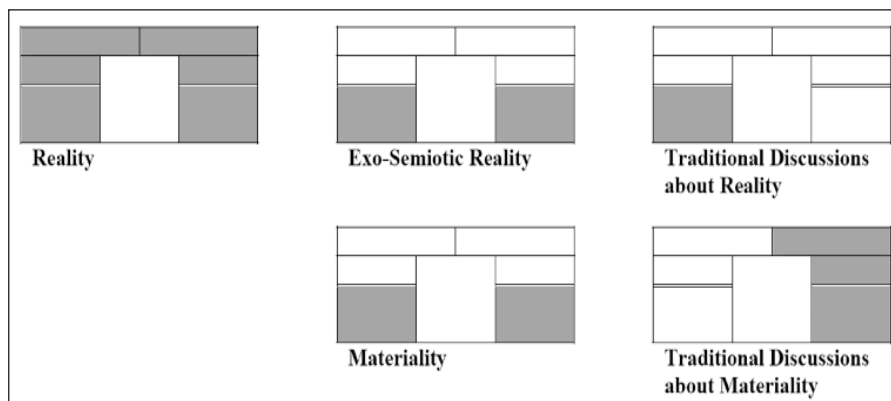 Reality
Exo-Semiotic Reality
Traditional Discussions
about Reality
Materiality
Traditional Discussions
about Materiality